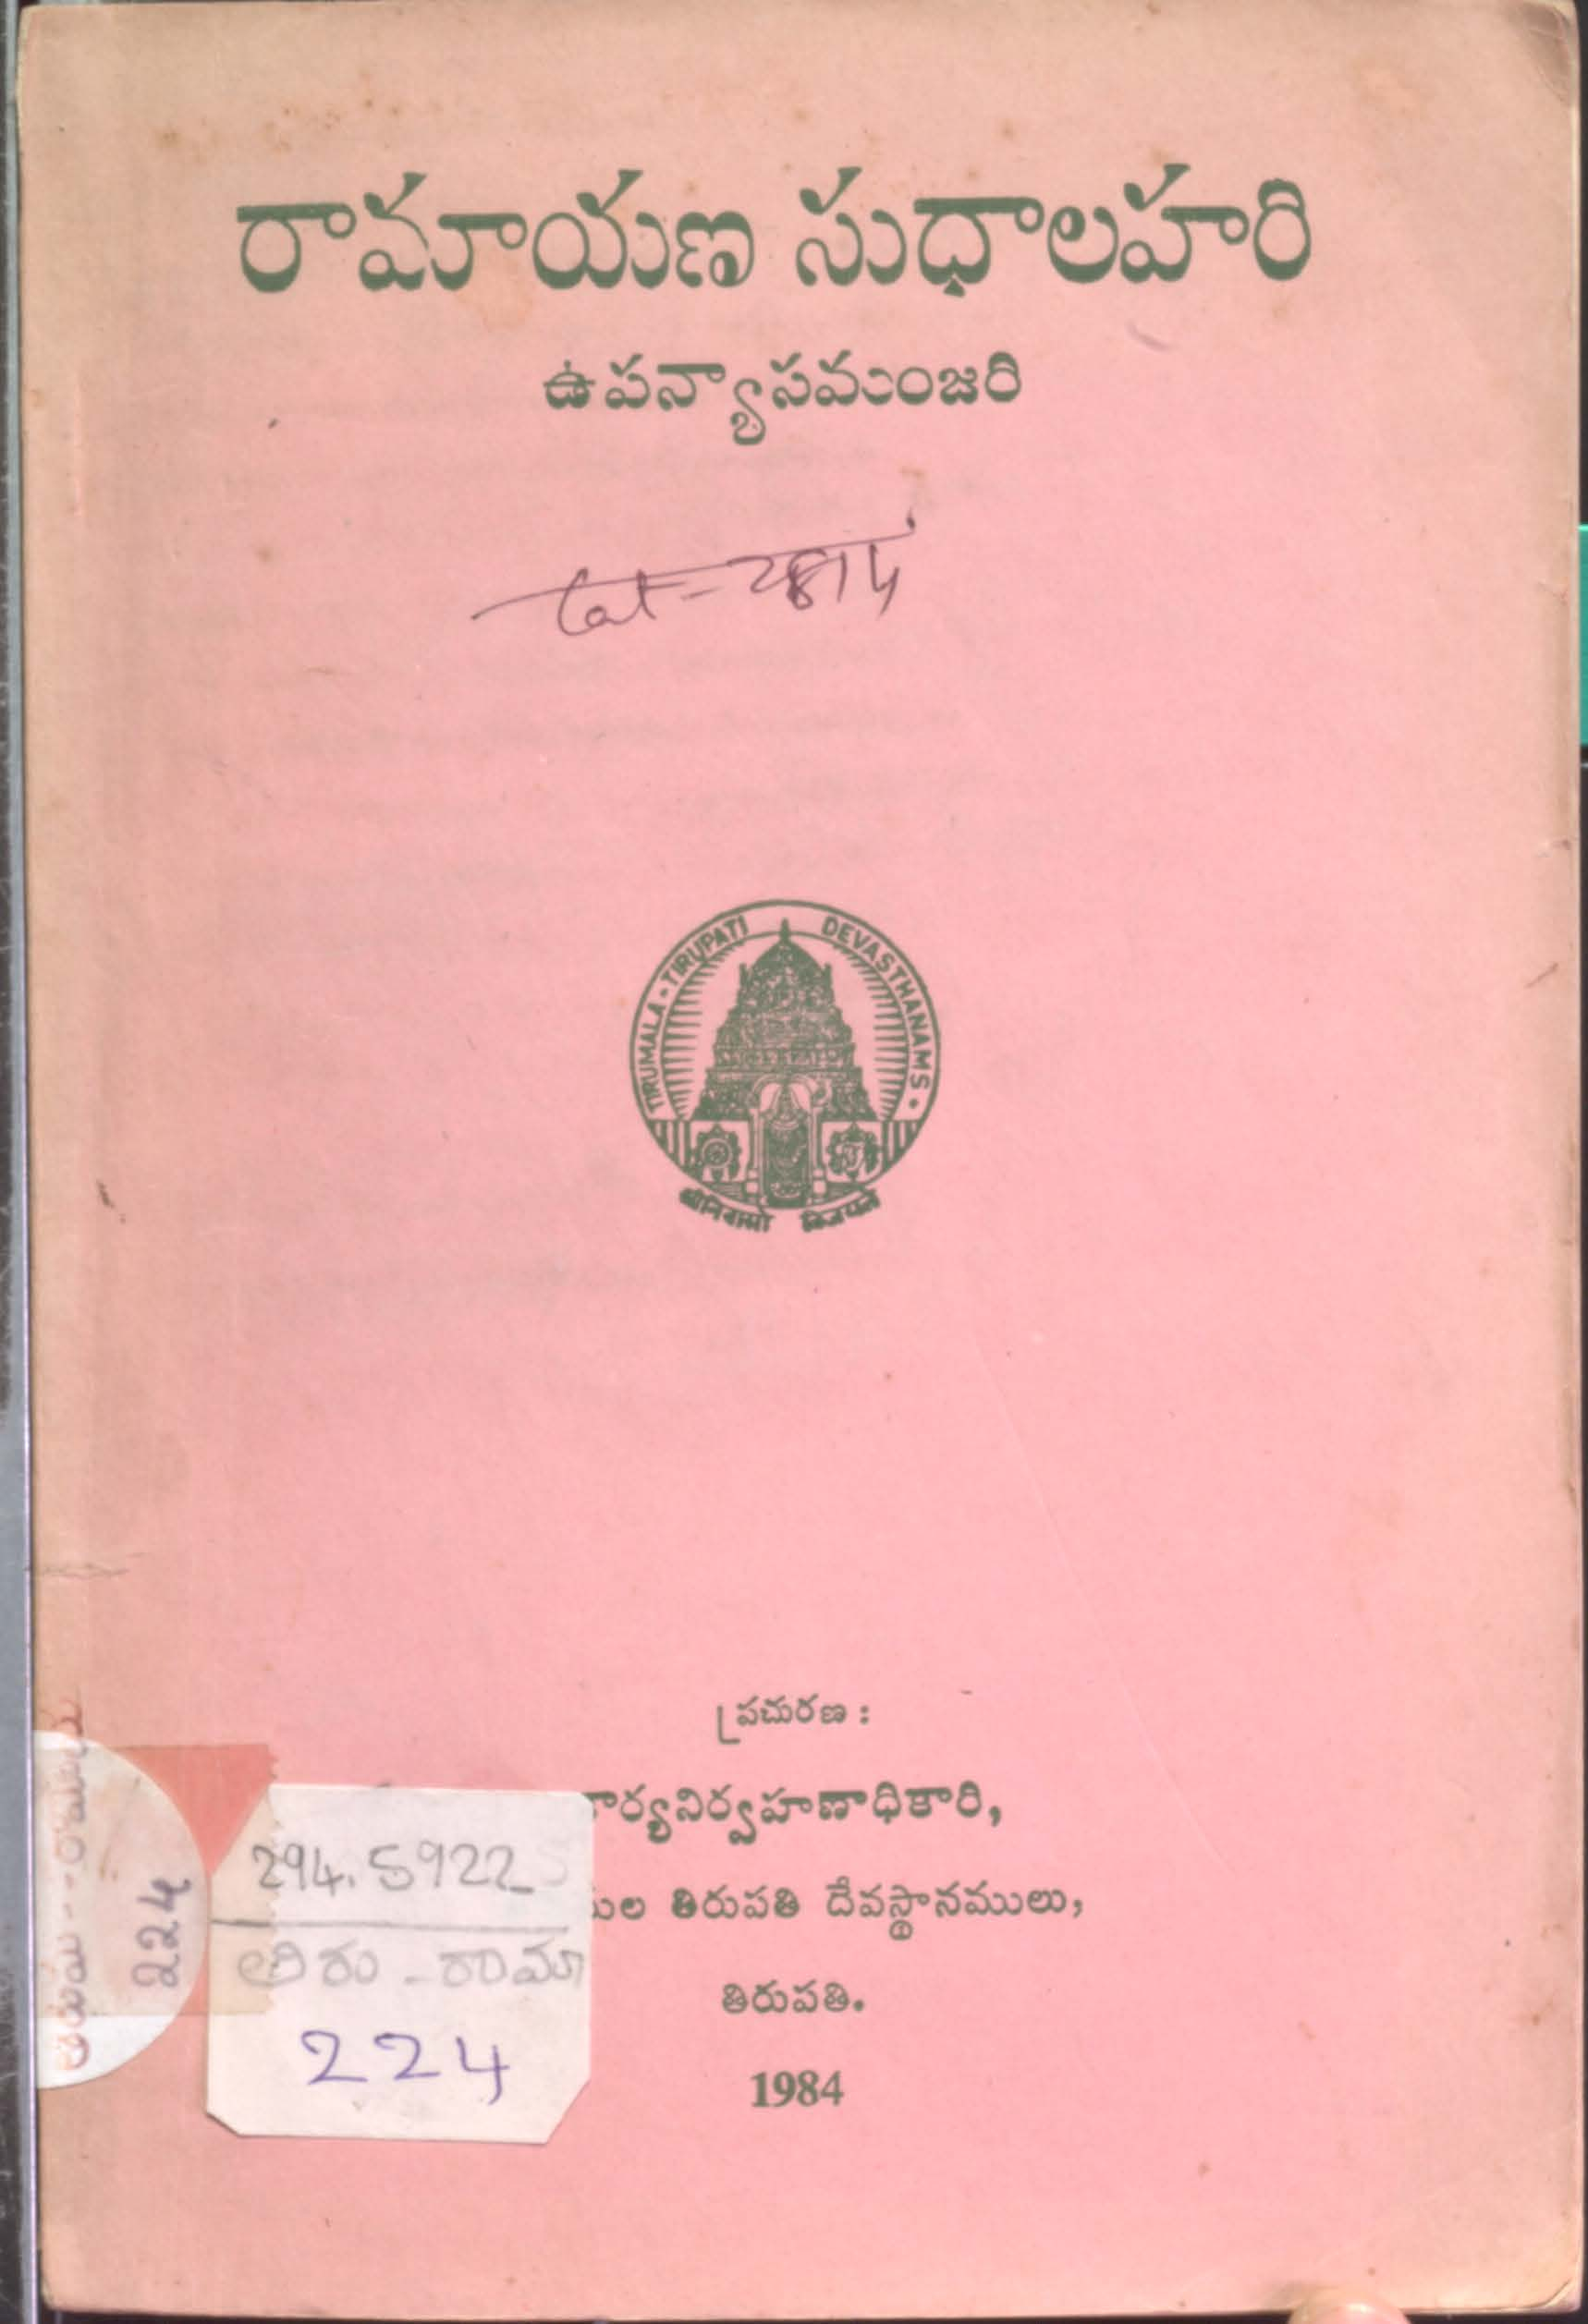 రామాయణ సుధాలహరి
ఉపన్యాసమంజరి
Cat-2814
TIRUMALA • TIRUPATI DEVASTHANAMS •
श्रीनिवासो विजयते
ప్రచురణ :
ార్యనిర్వహణాధికారి,
ల తిరుపతి దేవస్థానములు,
తిరుపతి.
1984
294.5922
తిరు - రామా
224
224